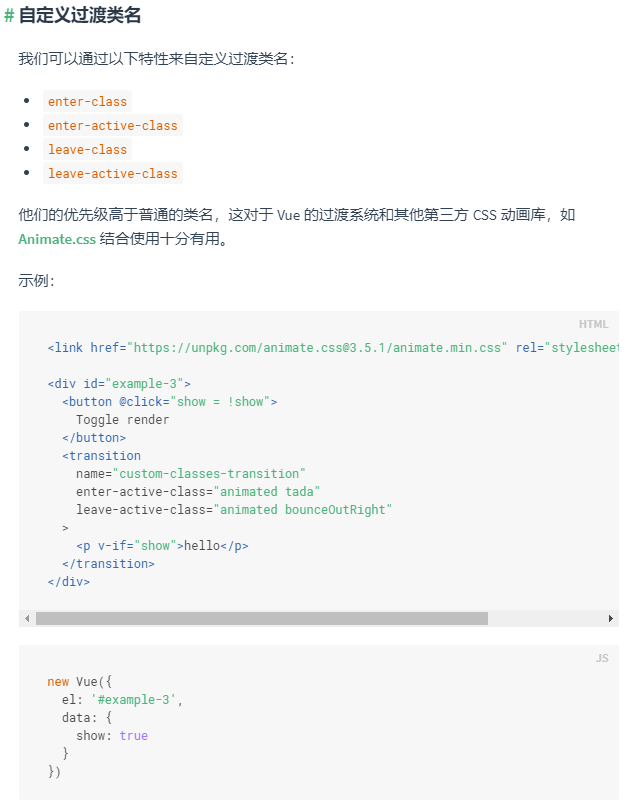 # 自定义过渡类名
我们可以通过以下特性来自定义过渡类名：
enter-class
enter-active-class
leave-class
leave-active-class
他们的优先级高于普通的类名，这对于 Vue 的过渡系统和其他第三方 CSS 动画库，如
Animate.css 结合使用十分有用。
示例：
HTML
<link href="https://unpkg.com/animate.css@3.5.1/animate.min.css" rel="stylesheet
<div id="example-3">
  <button @click="show = !show">
    Toggle render
  </button>
  <transition
    name="custom-classes-transition"
    enter-active-class="animated tada"
    leave-active-class="animated bounceOutRight"
  >
    <p v-if="show">hello</p>
  </transition>
</div>
JS
new Vue({
  el: '#example-3',
  data: {
    show: true
  }
})